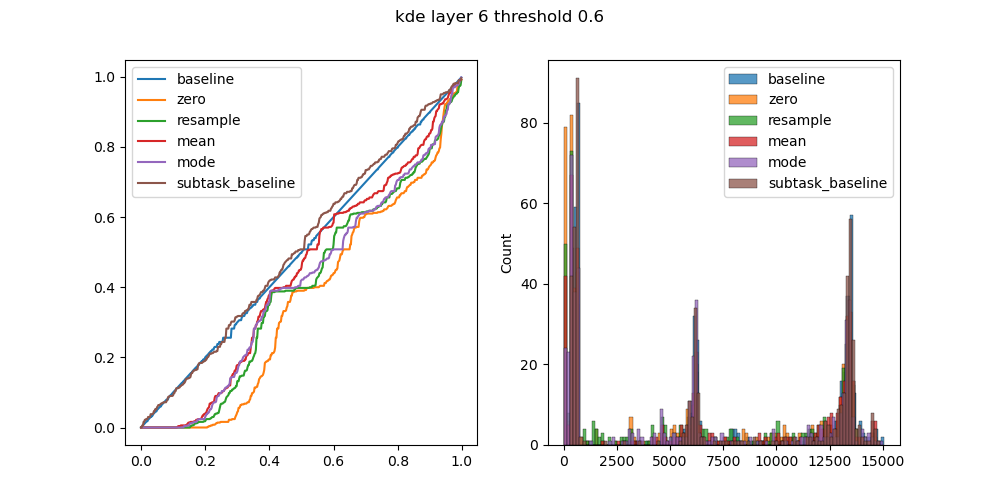 kde layer 6 threshold 0.6
baseline
zero
resample
mean
mode
subtask_baseline
1.0
0.8
0.6
0.4
0.2
0.0
0.0 0.2 0.4 0.6 0.8 1.0
baseline
zero
resample
mean
mode
subtask_baseline
Count
80
60
40
20
0
0 2500 5000 7500 10000 12500 15000